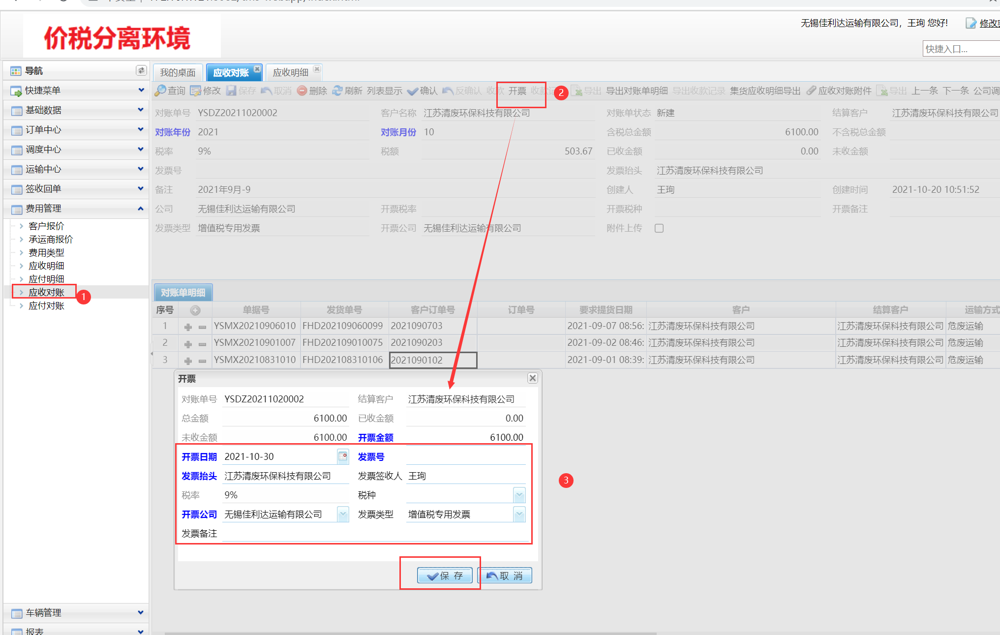 价税分离环境
无锡佳利达运输有限公司，王珣 您好!
快捷入口...
导航
快捷菜单
基础数据
订单中心
调度中心
运输中心
签收回单
费用管理
客户报价
承运商报价
费用类型
应收明细
应付明细
应收对账
1
应付对账
车辆管理
报表
我的桌面 应收对账 应收明细
查询 修改 保存 取消 删除 刷新 列表显示 确认 反确认 收款 开票 收款记 2 导出 导出对账单明细 导出收款记录 集货应收明细导出 应收对账附件 导出 上一条 下一条 公司调
对账单号 YSDZ20211020002 客户名称 江苏清废环保科技有限公司 对账单状态 新建 结算客户 江苏清废环保科技有限公司
对账年份 2021 对账月份 10 含税总金额 6100.00 不含税总金额
税率 9% 税额 503.67 已收金额 0.00 未收金额
发票号 发票抬头 江苏清废环保科技有限公司
备注 2021年9月-9 创建人 王珣 创建时间 2021-10-20 10:51:52
公司 无锡佳利达运输有限公司 开票税率 开票税种 开票备注
发票类型 增值税专用发票 开票公司 无锡佳利达运输有限公司 附件上传
对账单明细
序号 单据号 发货单号 客户订单号 订单号 要求提货日期 客户 结算客户 运输方式
1 YSMX20210906010 FHD202109060099 2021090703 2021-09-07 08:56: 江苏清废环保科技有限公司 江苏清废环保科技有限公司 危废运输
2 YSMX20210901007 FHD202109010075 2021090203 2021-09-02 08:46: 江苏清废环保科技有限公司 江苏清废环保科技有限公司 危废运输
3 YSMX20210831010 FHD202108310106 2021090102 2021-09-01 08:39: 江苏清废环保科技有限公司 江苏清废环保科技有限公司 危废运输
开票
对账单号 YSDZ20211020002 结算客户 江苏清废环保科技有限公司
总金额 6100.00 已收金额 0.00
未收金额 6100.00 开票金额 6100.00
开票日期 2021-10-30 发票号
发票抬头 江苏清废环保科技有限公司 发票签收人 王珣
3
税率 9% 税种
开票公司 无锡佳利达运输有限公司 发票类型 增值税专用发票
发票备注
保 存 取 消